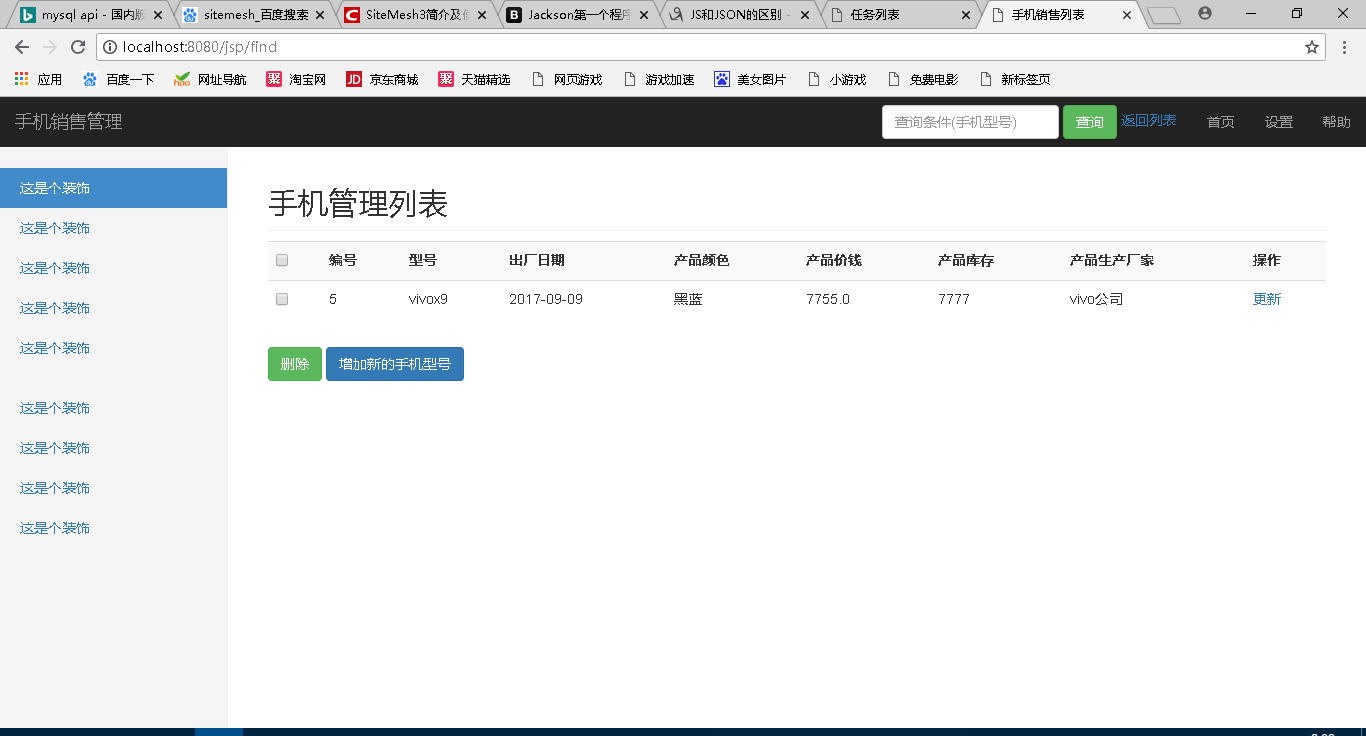 mysql api - 国内版
sitemesh_百度搜索
SiteMesh3简介及使
Jackson第一个程序
JS和JSON的区别 -
任务列表
手机销售列表
localhost:8080/jsp/find
应用 百度一下 网址导航 淘宝网 京东商城 天猫精选 网页游戏 游戏加速 美女图片 小游戏 免费电影 新标签页
手机销售管理 查询条件(手机型号) 查询 返回列表 首页 设置 帮助
这是个装饰
这是个装饰
这是个装饰
这是个装饰
这是个装饰
这是个装饰
这是个装饰
这是个装饰
这是个装饰
手机管理列表
编号 型号 出厂日期 产品颜色 产品价钱 产品库存 产品生产厂家 操作
5 vivox9 2017-09-09 黑蓝 7755.0 7777 vivo公司 更新
删除 增加新的手机型号